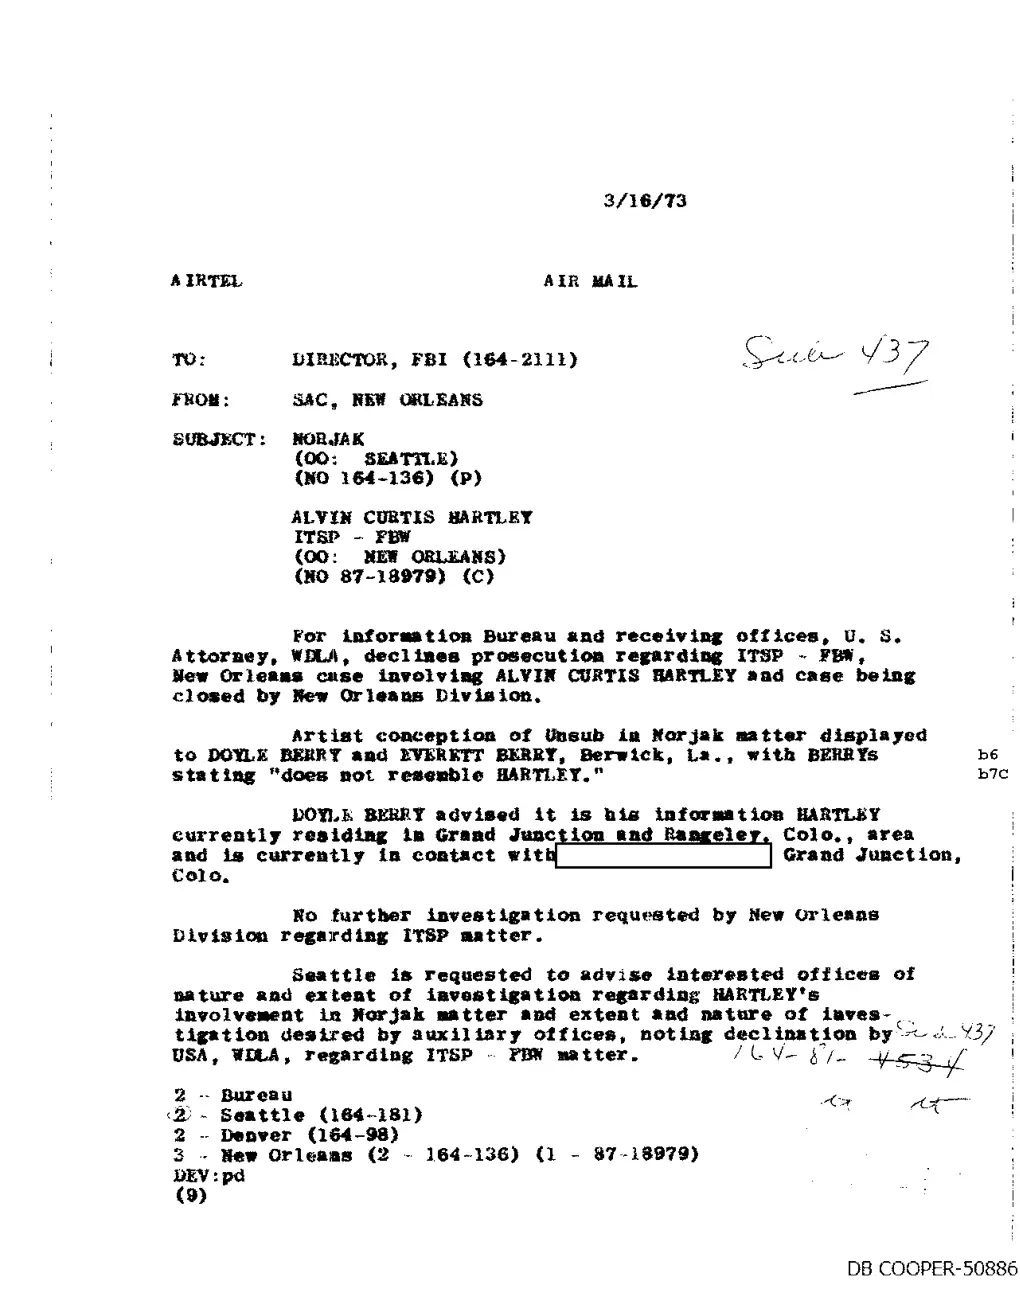 3/16/73
AIRTEL AIR MAIL
TO: DIRECTOR, FBI (164-2111)
Sub 437
FROM: SAC, NEW ORLEANS
SUBJECT: NORJAK
(OO: SEATTLE)
(NO 164-136) (P)
ALVIN CURTIS HARTLEY
ITSP - FBW
(OO: NEW ORLEANS)
(NO 87-18979) (C)
For information Bureau and receiving offices, U. S.
Attorney, WDLA, declines prosecution regarding ITSP - FBW,
New Orleans case involving ALVIN CURTIS HARTLEY and case being
closed by New Orleans Division.
Artist conception of Unsub in Norjak matter displayed
to DOYLE BERRY and EVERETT BERRY, Berwick, La., with BERRYs
stating "does not resemble HARTLEY."
b6
b7C
DOYLE BERRY advised it is his information HARTLEY
currently residing in Grand Junction and Rangeley, Colo., area
and is currently in contact with Grand Junction,
Colo.
No further investigation requested by New Orleans
Division regarding ITSP matter.
Seattle is requested to advise interested offices of
nature and extent of investigation regarding HARTLEY's
involvement in Norjak matter and extent and nature of inves-
tigation desired by auxiliary offices, noting declination by
Sub 437
USA, WDLA, regarding ITSP - FBW matter.
164-81- 4534
2 - Bureau
2 - Seattle (164-181)
2 - Denver (164-98)
3 - New Orleans (2 - 164-136) (1 - 87-18979)
DEV:pd
(9)
DB COOPER-50886